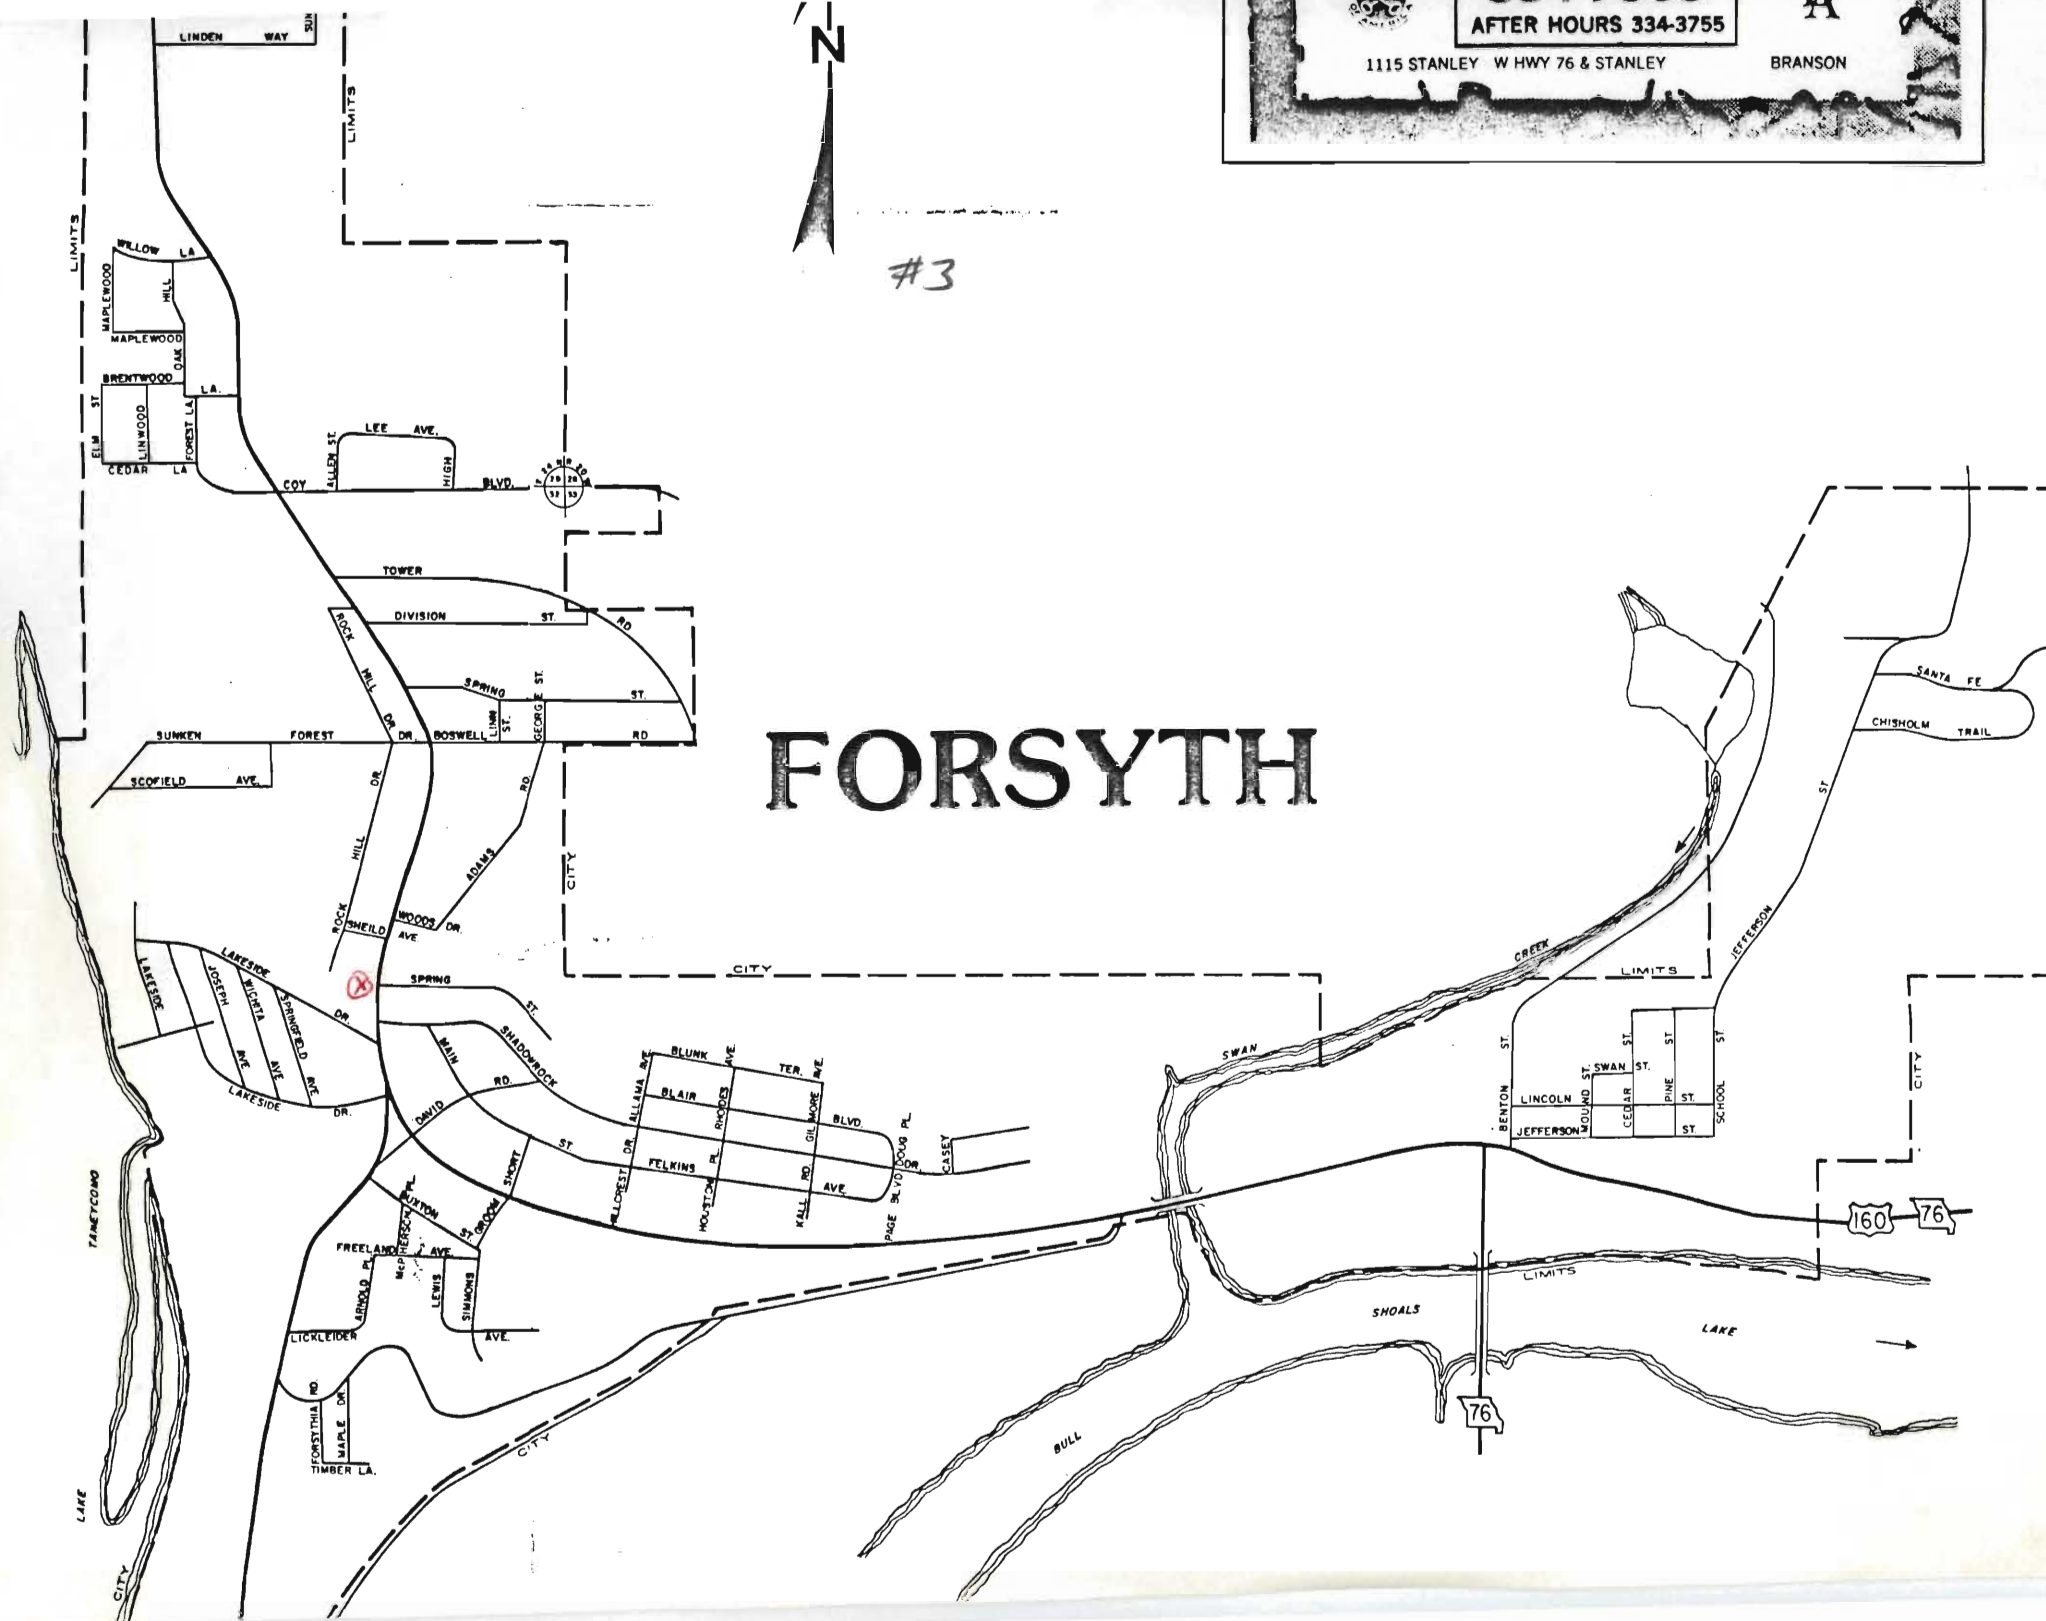 AFTER HOURS 334-3755
1115 STANLEY W HWY 76 & STANLEY BRANSON
N
#3
LINDEN WAY
LIMITS
LIMITS
WILLOW LA
MAPLEWOOD
HILL
MAPLEWOOD
OAK
BRENTWOOD LA.
ELM ST
LINWOOD
FOREST LA.
CEDAR LA
ALLEN ST.
LEE AVE.
HIGH
COY BLVD.
TOWER RD
DIVISION ST.
ROCK HILL DR.
SPRING ST.
LINN ST.
GEORGE ST.
SUNKEN FOREST DR.
BOSWELL RD
SCOFIELD AVE.
FORSYTH
ROCK HILL DR.
ADAMS RD.
CITY
SHEILD AVE
WOODS DR.
SANTA FE
CHISHOLM TRAIL
JEFFERSON ST
LAKESIDE
LAKESIDE DR.
JOSEPH AVE
WICHITA AVE
SPRINGFIELD AVE
X
SPRING ST.
CITY
LIMITS
SWAN CREEK
LAKESIDE DR.
MAIN ST.
SHADOWROCK DR.
DAVID RD.
ALLAMA AVE
BLUNK TER.
BLAIR BLVD.
RHODES AVE.
GILMORE AVE.
DOUG PL.
CASEY
FELKINS AVE
HILLCREST DR.
HOUSTON PL.
KALL RD.
PAGE BLVD
BENTON ST.
LINCOLN ST.
MOUND ST.
SWAN ST.
CEDAR ST.
PINE ST
SCHOOL ST.
JEFFERSON ST.
CITY
SHORT
GROOM
FREELAND AVE.
ARNOLD PL
LEWIS
SIMMONS
LICKLEIDER AVE.
FORSYTHIA RD.
MAPLE DR.
TIMBER LA.
LAKE TANEYCOMO
CITY
CITY
160
76
LIMITS
BULL SHOALS LAKE
76